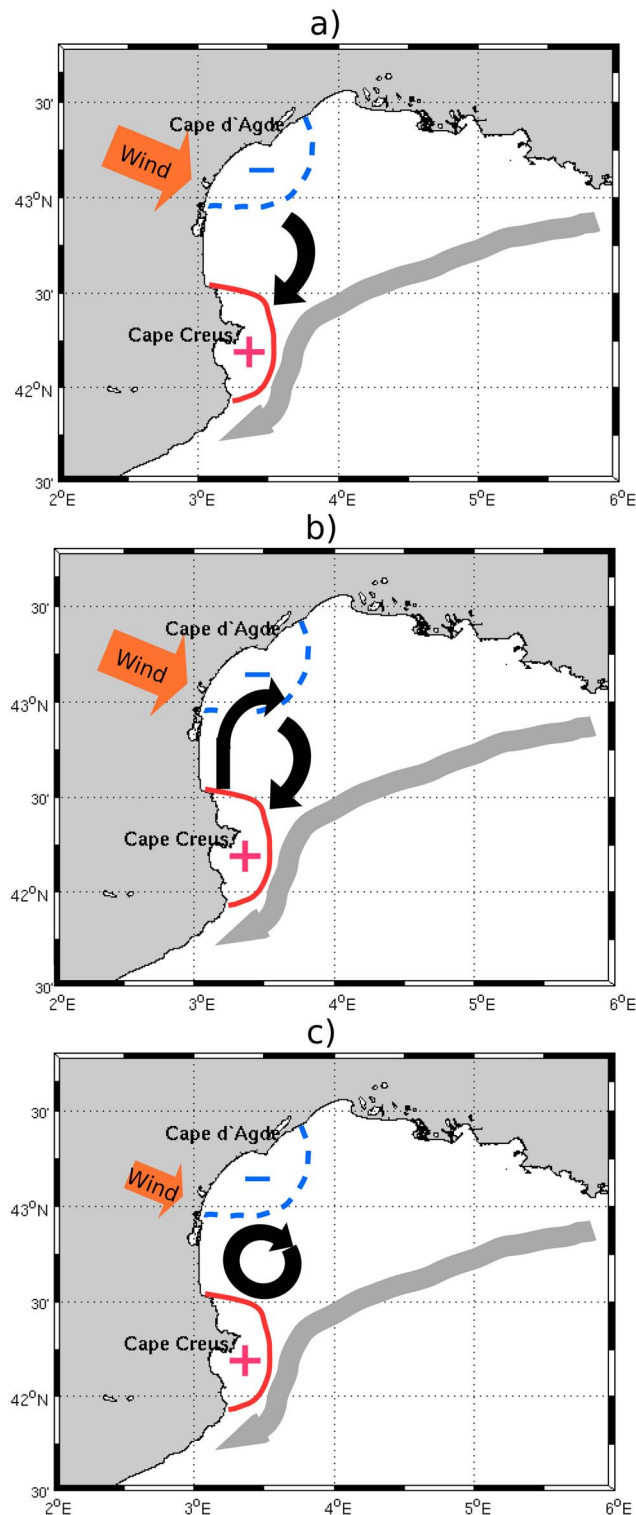 a)
30'
Cape d`Agde
Wind
43°N
30'
Cape Creus
+
42°N
30'
2°E 3°E 4°E 5°E 6°E
b)
30'
Cape d`Agde
Wind
43°N
30'
Cape Creus
+
42°N
30'
2°E 3°E 4°E 5°E 6°E
c)
30'
Cape d`Agde
Wind
43°N
30'
Cape Creus
+
42°N
30'
2°E 3°E 4°E 5°E 6°E